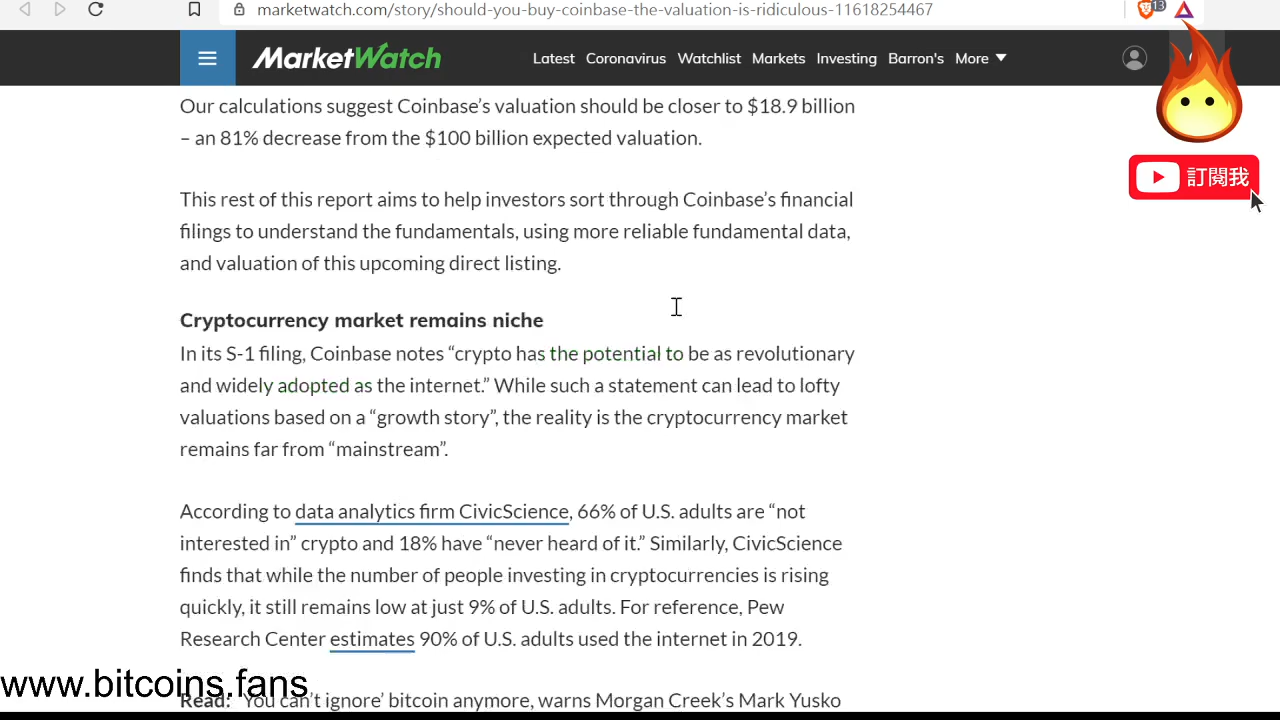 marketwatch.com/story/should-you-buy-coinbase-the-valuation-is-ridiculous-11618254467
13
MarketWatch
Latest Coronavirus Watchlist Markets Investing Barron's More
Our calculations suggest Coinbase’s valuation should be closer to $18.9 billion
– an 81% decrease from the $100 billion expected valuation.
訂閱我
This rest of this report aims to help investors sort through Coinbase’s financial
filings to understand the fundamentals, using more reliable fundamental data,
and valuation of this upcoming direct listing.
Cryptocurrency market remains niche
In its S-1 filing, Coinbase notes “crypto has the potential to be as revolutionary
and widely adopted as the internet.” While such a statement can lead to lofty
valuations based on a “growth story”, the reality is the cryptocurrency market
remains far from “mainstream”.
According to data analytics firm CivicScience, 66% of U.S. adults are “not
interested in” crypto and 18% have “never heard of it.” Similarly, CivicScience
finds that while the number of people investing in cryptocurrencies is rising
quickly, it still remains low at just 9% of U.S. adults. For reference, Pew
Research Center estimates 90% of U.S. adults used the internet in 2019.
www.bitcoins.fans
Read: ‘You can’t ignore’ bitcoin anymore, warns Morgan Creek’s Mark Yusko